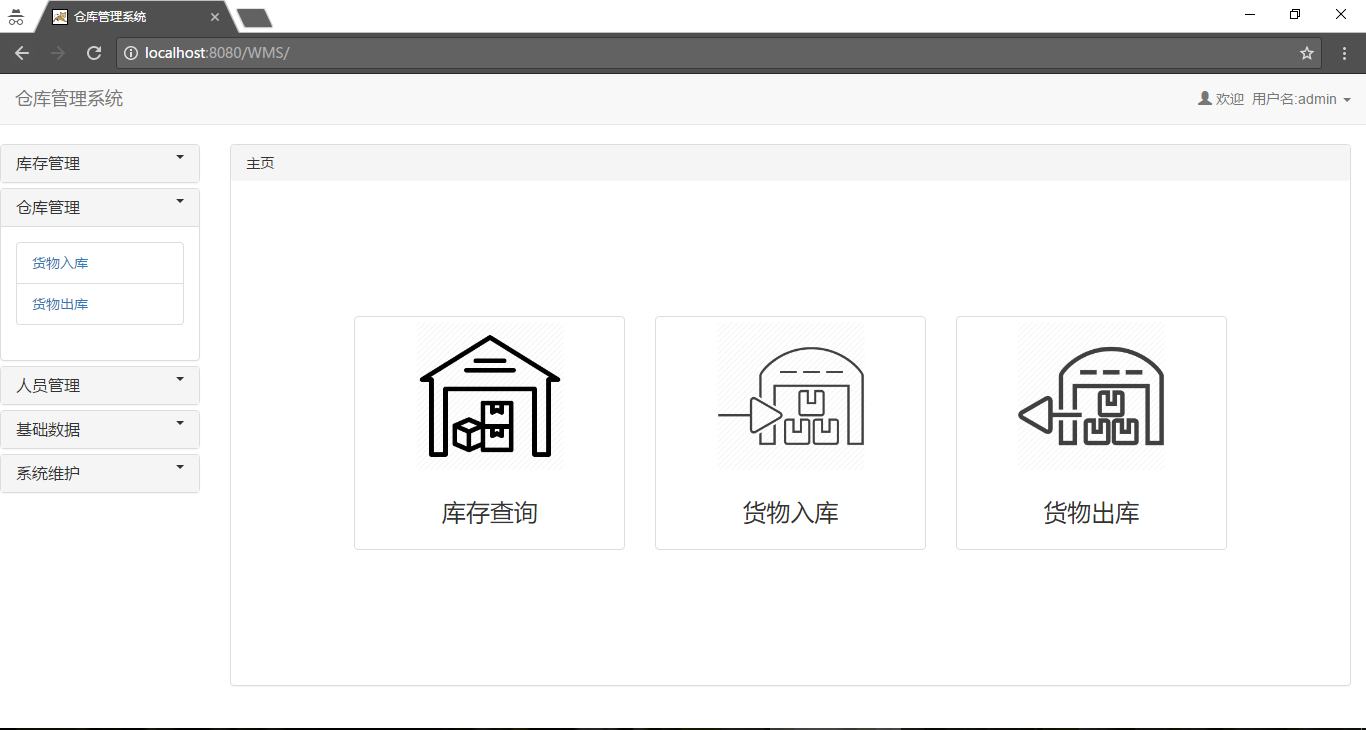 仓库管理系统
localhost:8080/WMS/
仓库管理系统
欢迎 用户名:admin
库存管理
仓库管理
货物入库
货物出库
人员管理
基础数据
系统维护
主页
库存查询
货物入库
货物出库